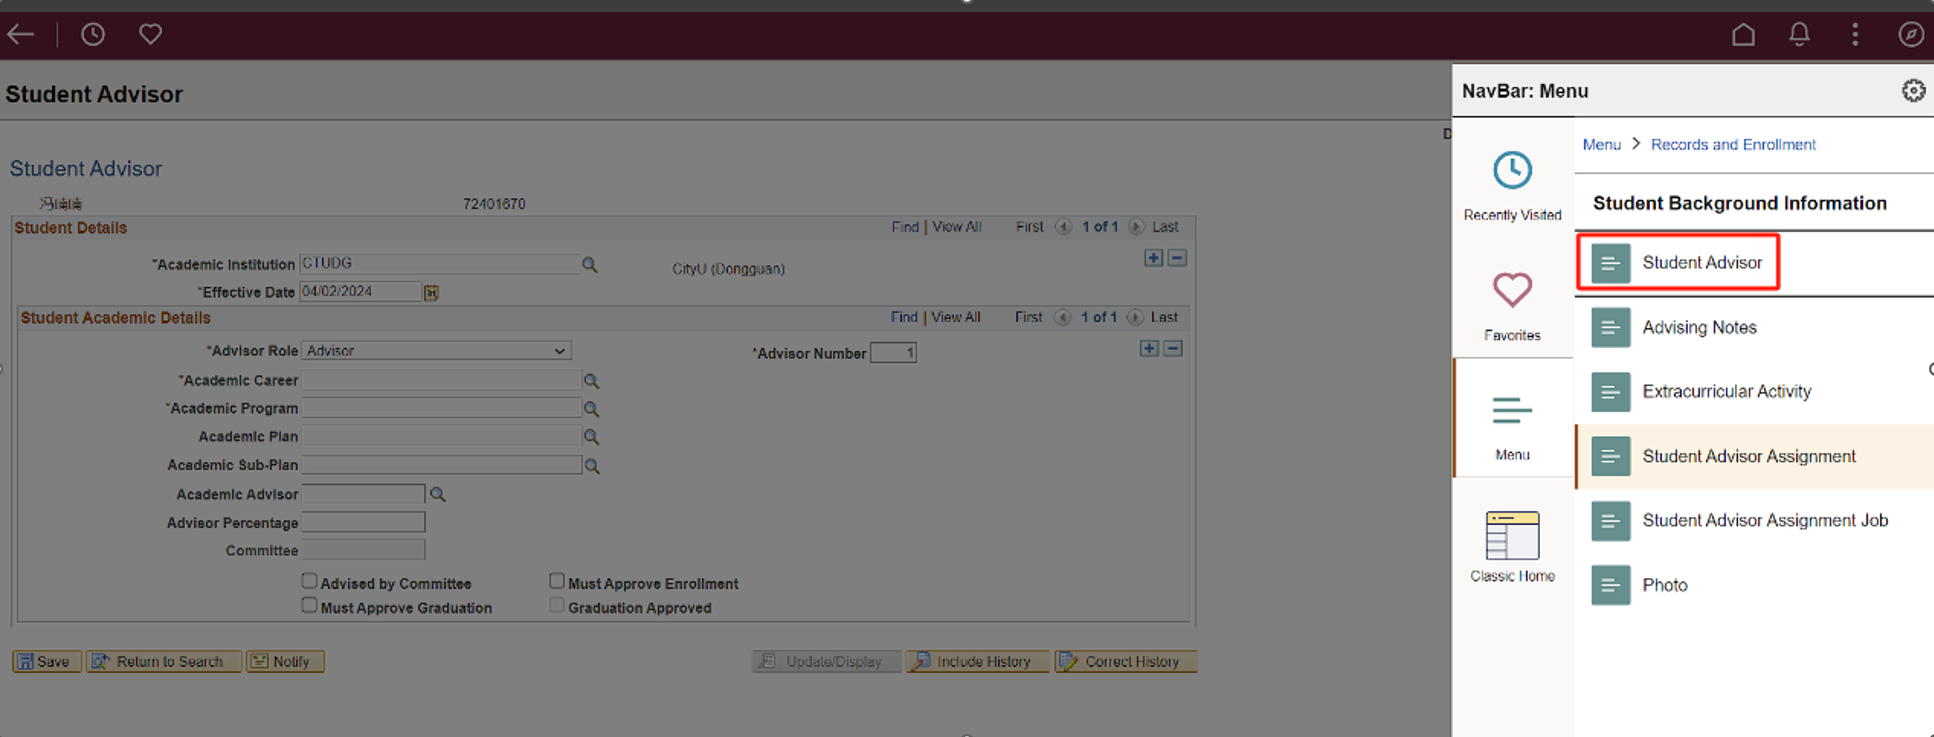 Student Advisor
Student Advisor
冯喃喃 72401670
Student Details Find | View All First 1 of 1 Last
*Academic Institution CTUDG CityU (Dongguan)
*Effective Date 04/02/2024
Student Academic Details Find | View All First 1 of 1 Last
*Advisor Role Advisor *Advisor Number 1
*Academic Career
*Academic Program
Academic Plan
Academic Sub-Plan
Academic Advisor
Advisor Percentage
Committee
Advised by Committee Must Approve Enrollment
Must Approve Graduation Graduation Approved
Save Return to Search Notify Update/Display Include History Correct History
NavBar: Menu
Recently Visited
Favorites
Menu
Classic Home
Menu > Records and Enrollment
Student Background Information
Student Advisor
Advising Notes
Extracurricular Activity
Student Advisor Assignment
Student Advisor Assignment Job
Photo